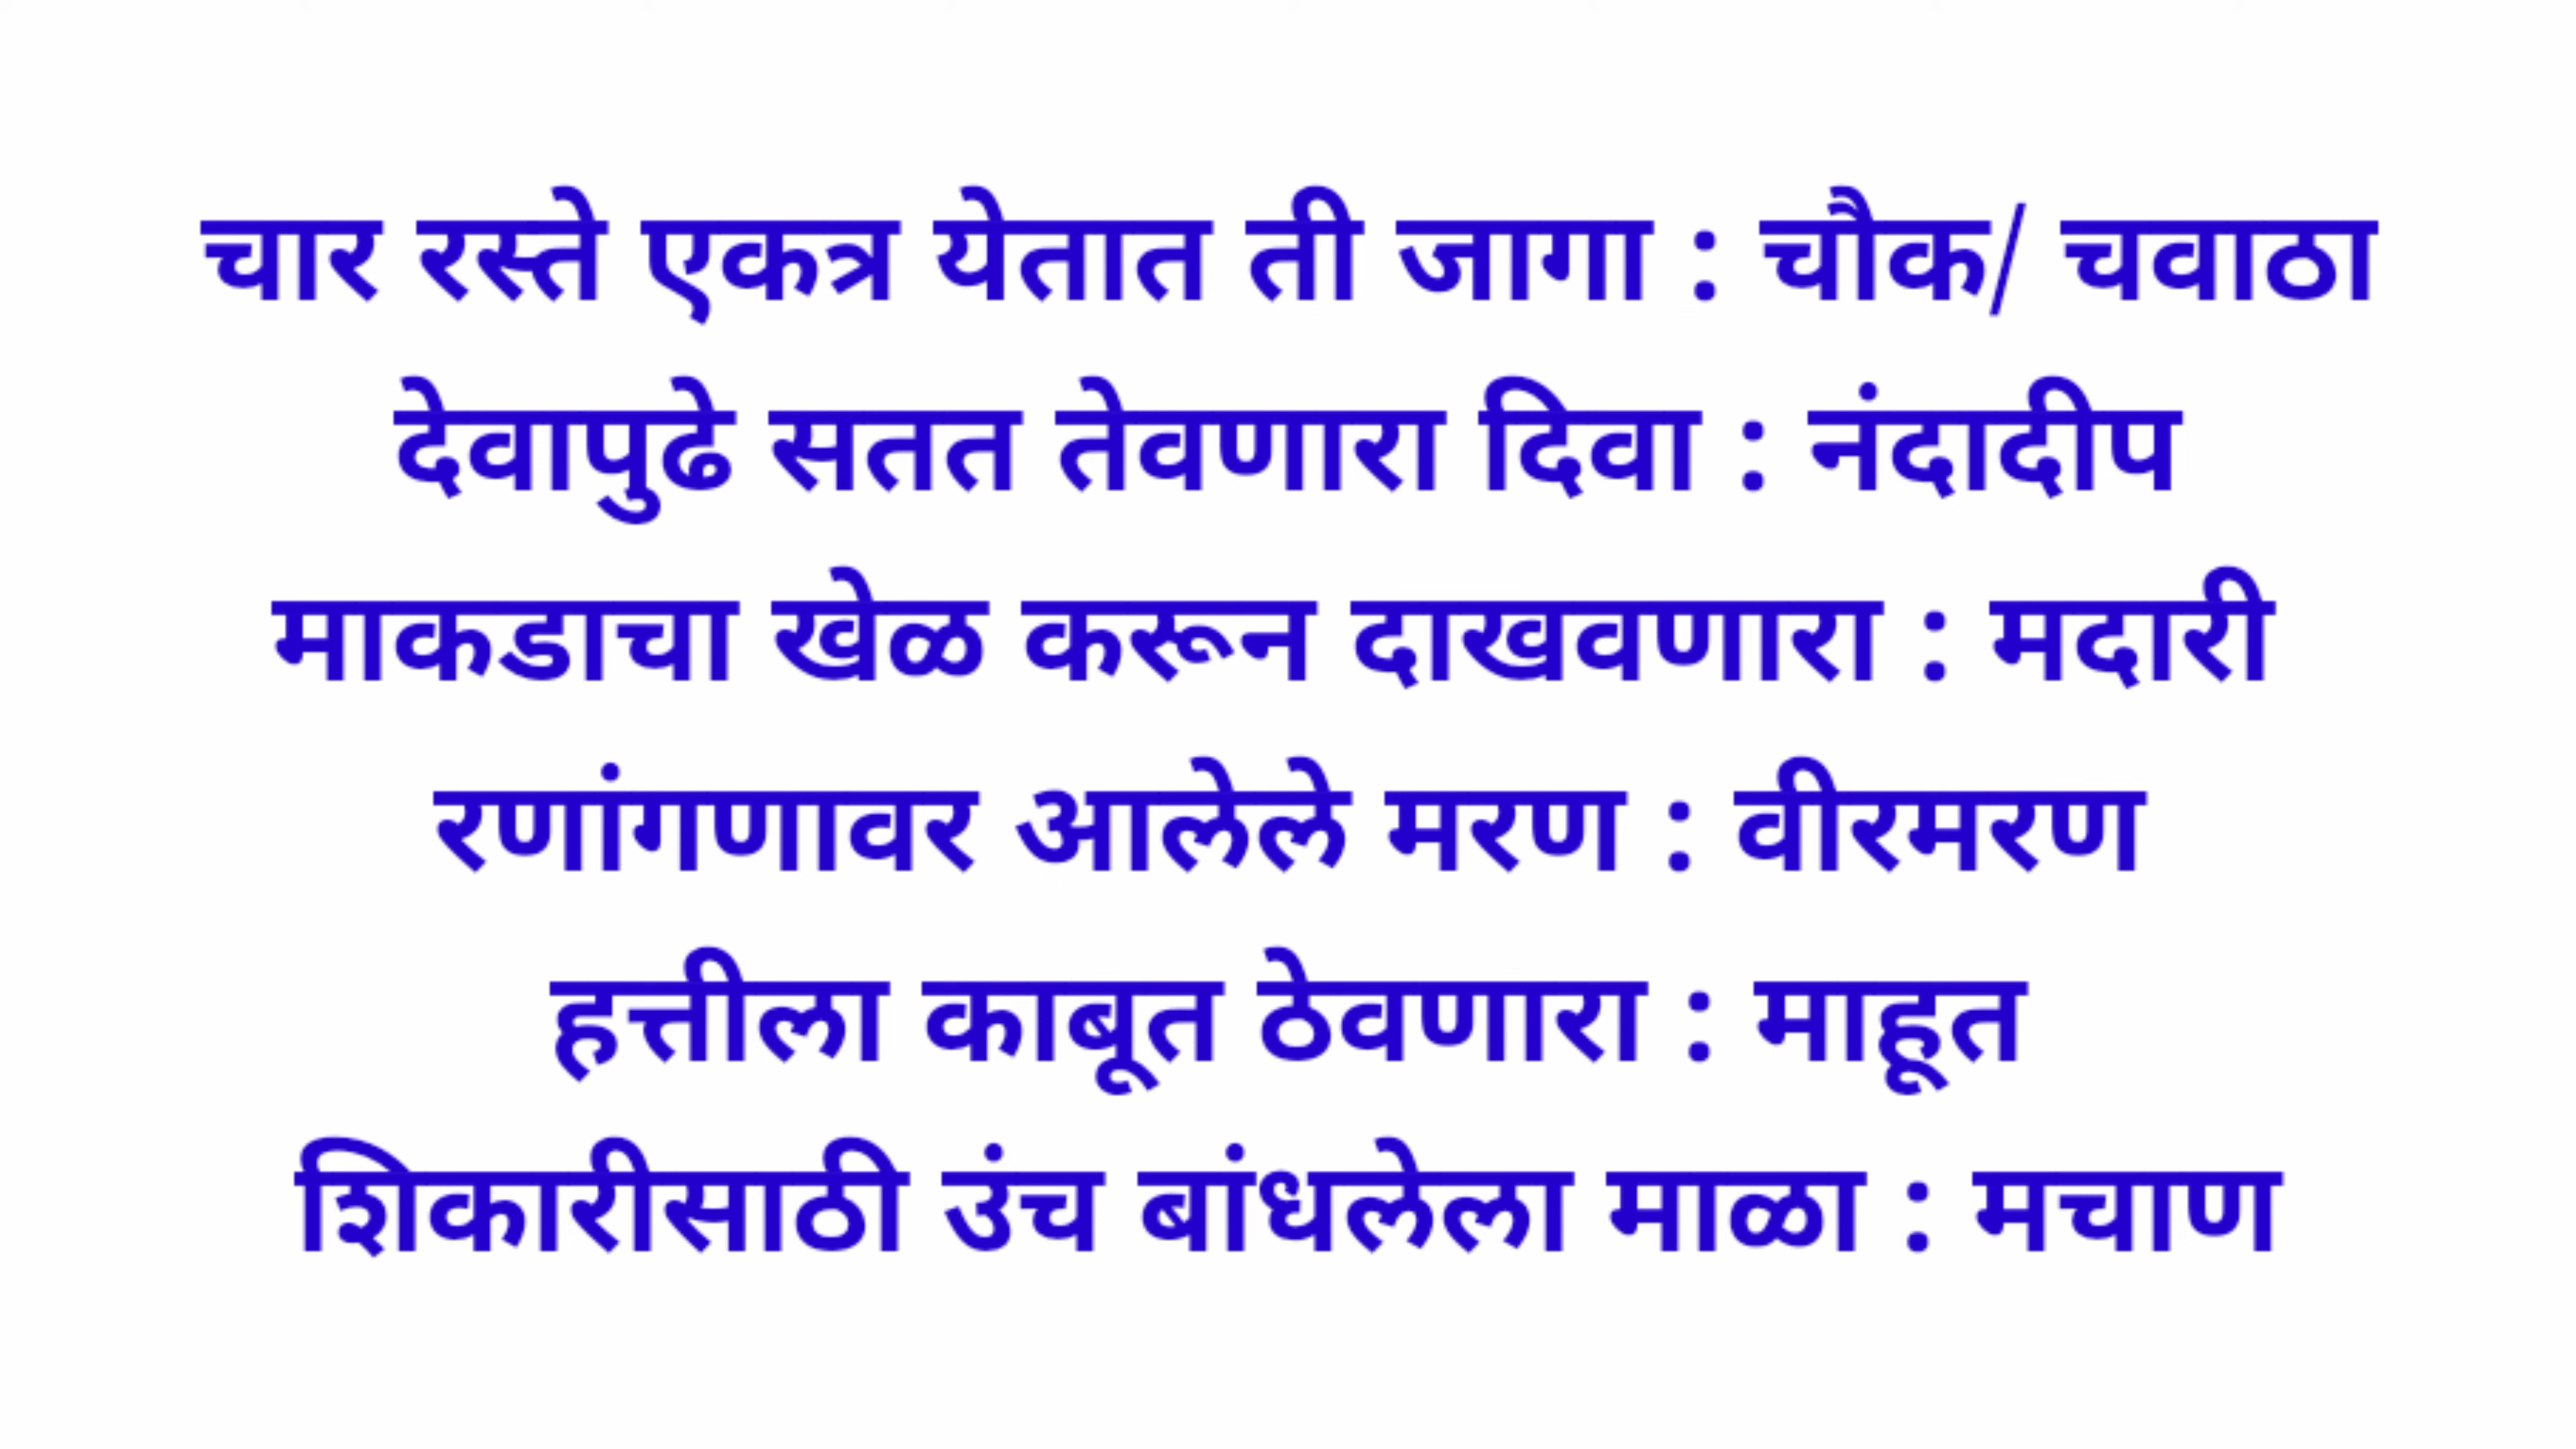 चार रस्ते एकत्र येतात ती जागा : चौक/ चवाठा
देवापुढे सतत तेवणारा दिवा : नंदादीप
माकडाचा खेळ करून दाखवणारा : मदारी
रणांगणावर आलेले मरण : वीरमरण
हत्तीला काबूत ठेवणारा : माहूत
शिकारीसाठी उंच बांधलेला माळा : मचाण